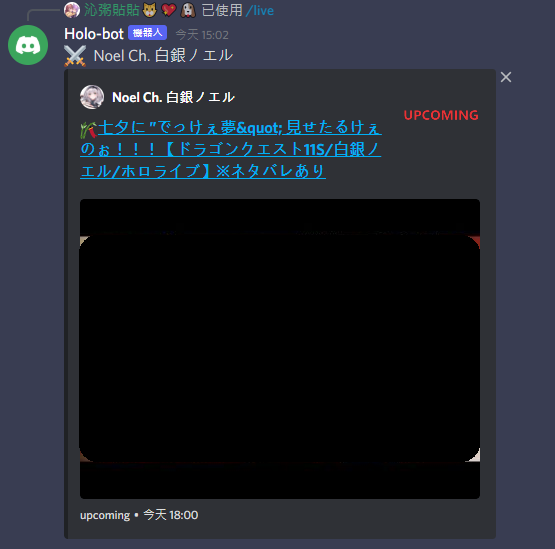 沁粥貼貼🐱💘🐶 已使用 /live
Holo-bot 機器人 今天 15:02
⚔️ Noel Ch. 白銀ノエル
Noel Ch. 白銀ノエル
UPCOMING
🎋七夕に "でっけぇ夢&quot; 見せたるけぇ
のぉ！！！【ドラゴンクエスト11S/白銀ノ
エル/ホロライブ】※ネタバレあり
upcoming • 今天 18:00